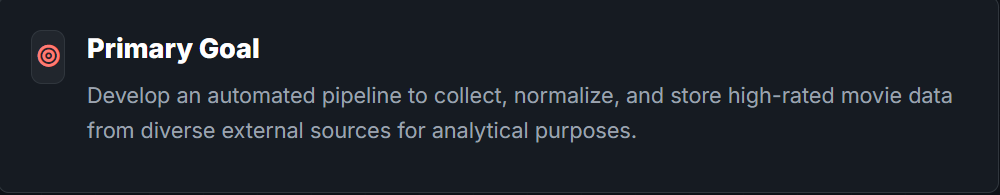 Primary Goal
Develop an automated pipeline to collect, normalize, and store high-rated movie data
from diverse external sources for analytical purposes.